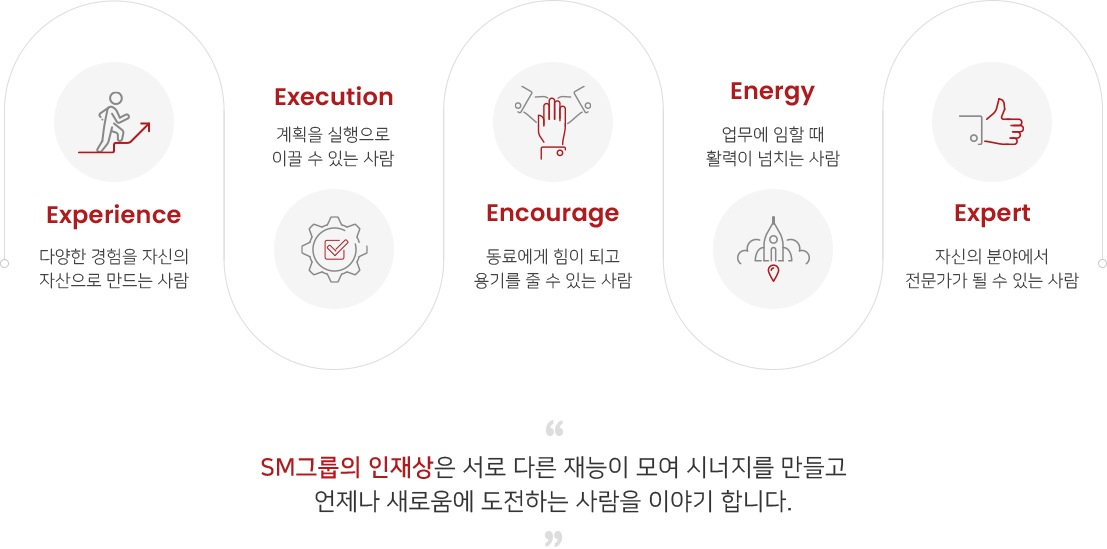 Experience
다양한 경험을 자신의
자산으로 만드는 사람
Execution
계획을 실행으로
이끌 수 있는 사람
Encourage
동료에게 힘이 되고
용기를 줄 수 있는 사람
Energy
업무에 임할 때
활력이 넘치는 사람
Expert
자신의 분야에서
전문가가 될 수 있는 사람
“
SM그룹의 인재상은 서로 다른 재능이 모여 시너지를 만들고
언제나 새로움에 도전하는 사람을 이야기 합니다.
”